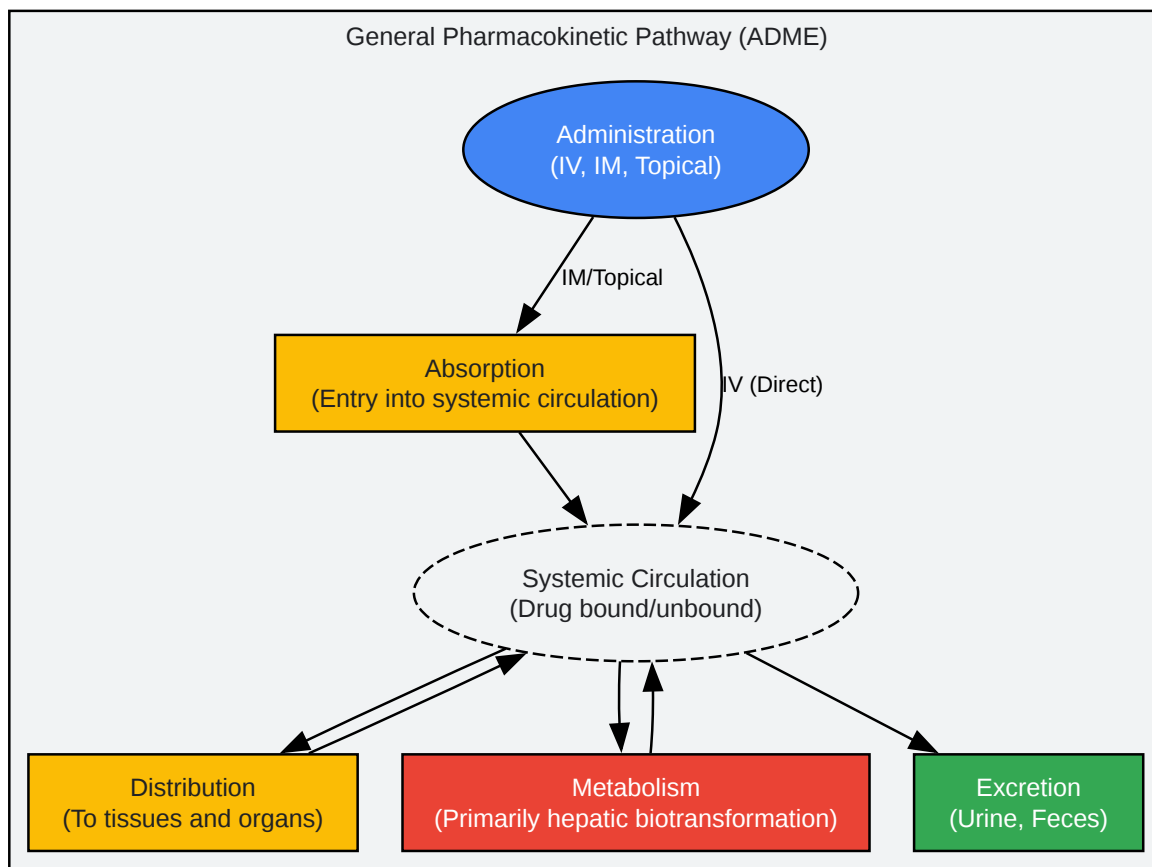 General Pharmacokinetic Pathway (ADME)
Administration
(IV, IM, Topical)
IM/Topical
Absorption
(Entry into systemic circulation)
IV (Direct)
Systemic Circulation
(Drug bound/unbound)
Distribution
(To tissues and organs)
Metabolism
(Primarily hepatic biotransformation)
Excretion
(Urine, Feces)